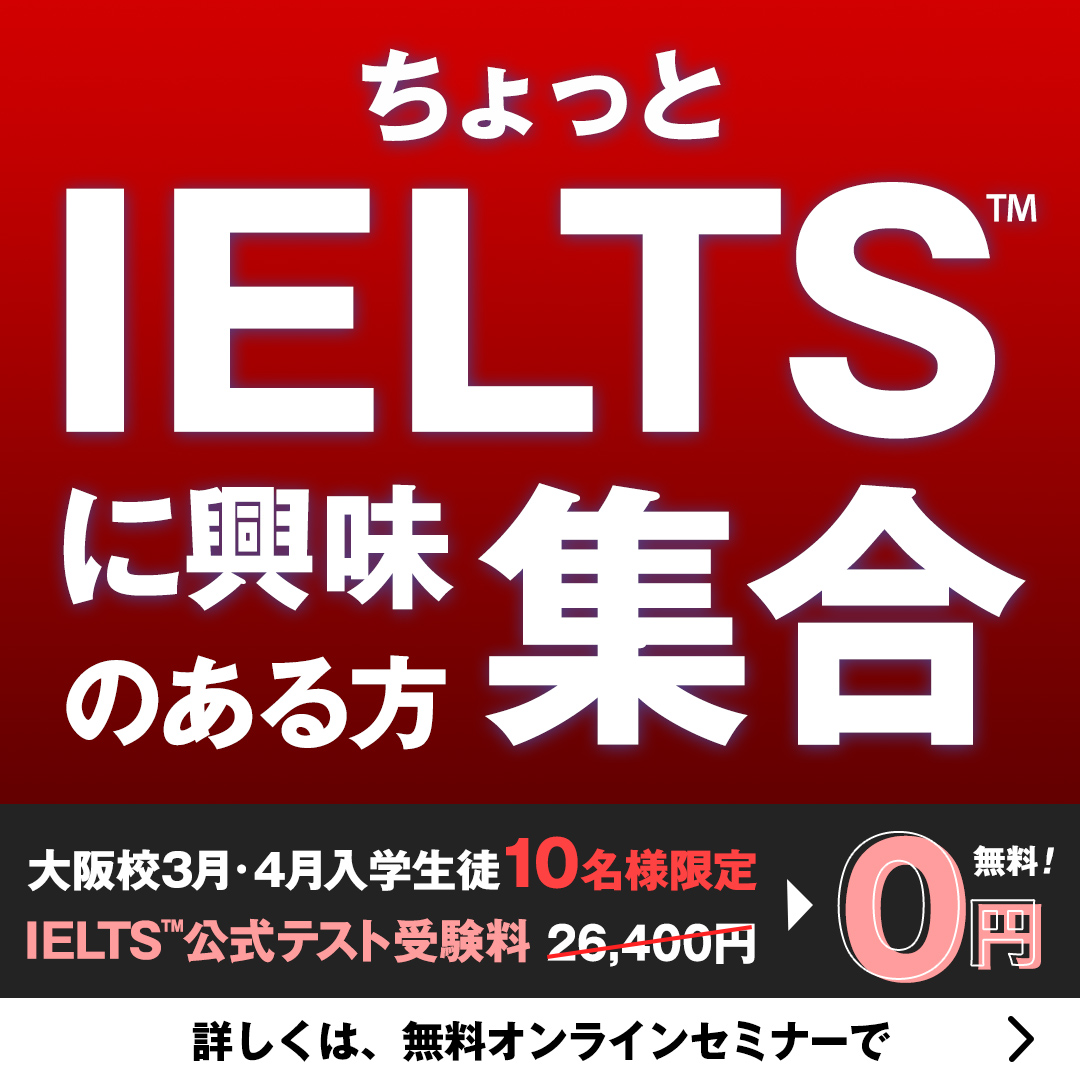 ちょっと
IELTS™
に興味
のある方
集合
大阪校3月・4月入学生徒10名様限定
IELTS™公式テスト受験料 26,400円
0円
無料!
詳しくは、無料オンラインセミナーで